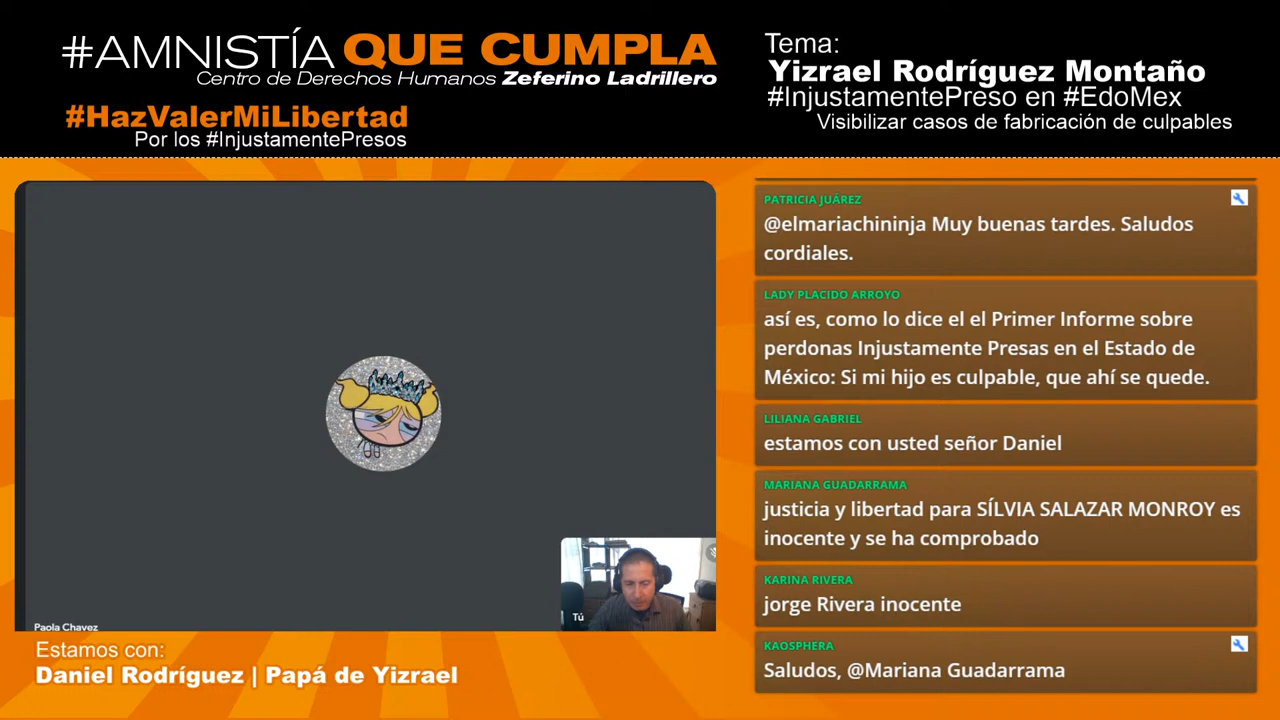 #AMNISTÍA QUE CUMPLA
Centro de Derechos Humanos Zeferino Ladrillero
#HazValerMiLibertad
Por los #InjustamentePresos
Tema:
Yizrael Rodríguez Montaño
#InjustamentePreso en #EdoMex
Visibilizar casos de fabricación de culpables
Tú
Paola Chavez
Estamos con:
Daniel Rodríguez | Papá de Yizrael
PATRICIA JUÁREZ
@elmariachininja Muy buenas tardes. Saludos
cordiales.
LADY PLACIDO ARROYO
así es, como lo dice el el Primer Informe sobre
perdonas Injustamente Presas en el Estado de
México: Si mi hijo es culpable, que ahí se quede.
LILIANA GABRIEL
estamos con usted señor Daniel
MARIANA GUADARRAMA
justicia y libertad para SÍLVIA SALAZAR MONROY es
inocente y se ha comprobado
KARINA RIVERA
jorge Rivera inocente
KAOSPHERA
Saludos, @Mariana Guadarrama